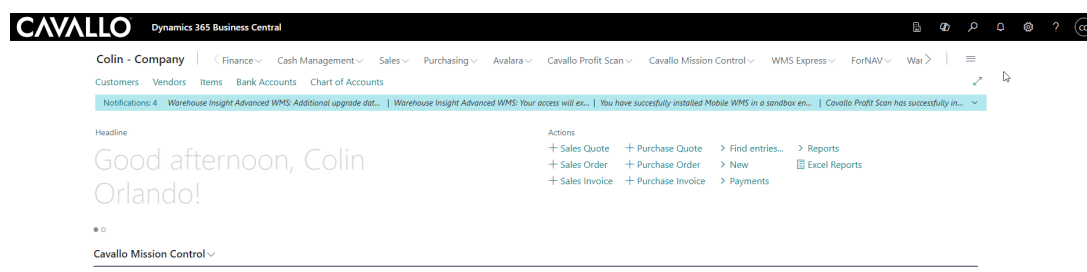 CAVALLO Dynamics 365 Business Central
Colin - Company Finance Cash Management Sales Purchasing Avalara Cavallo Profit Scan Cavallo Mission Control WMS Express ForNAV
Customers Vendors Items Bank Accounts Chart of Accounts
Notifications: 4 Warehouse Insight Advanced WMS: Additional upgrade dat... | Warehouse Insight Advanced WMS: Your access will ex... | You have succesfully installed Mobile WMS in a sandbox en... | Cavallo Profit Scan has successfully in...
Headline
Good afternoon, Colin
Orlando!
Actions
+ Sales Quote + Purchase Quote > Find entries... > Reports
+ Sales Order + Purchase Order > New Excel Reports
+ Sales Invoice + Purchase Invoice > Payments
Cavallo Mission Control